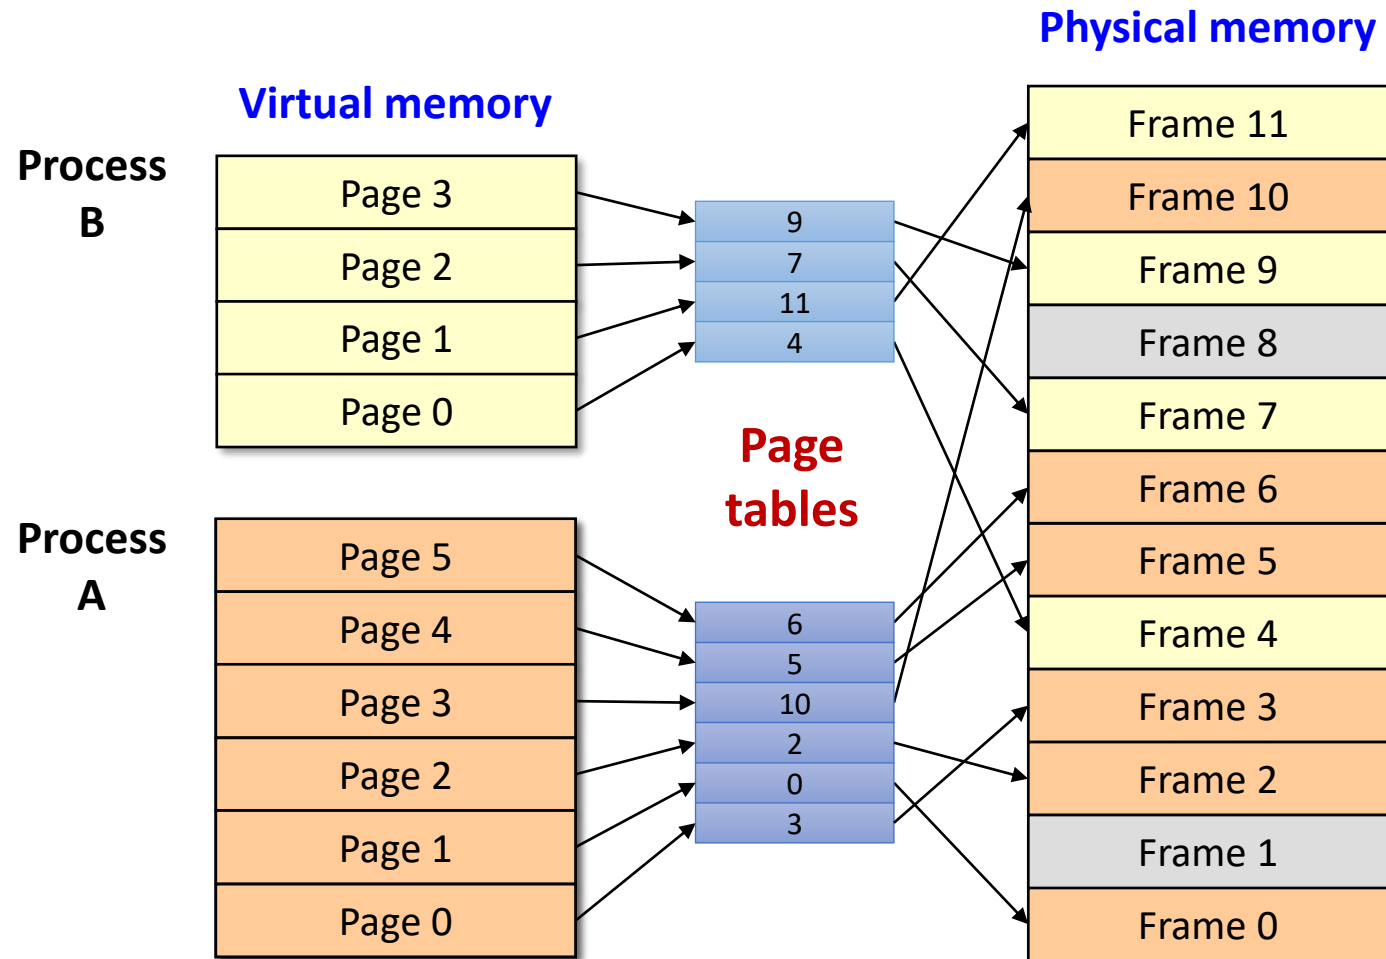 Physical memory
Virtual memory
Process
B
Page 3
Page 2
Page 1
Page 0
9
7
11
4
Page
tables
Process
A
Page 5
Page 4
Page 3
Page 2
Page 1
Page 0
6
5
10
2
0
3
Frame 11
Frame 10
Frame 9
Frame 8
Frame 7
Frame 6
Frame 5
Frame 4
Frame 3
Frame 2
Frame 1
Frame 0